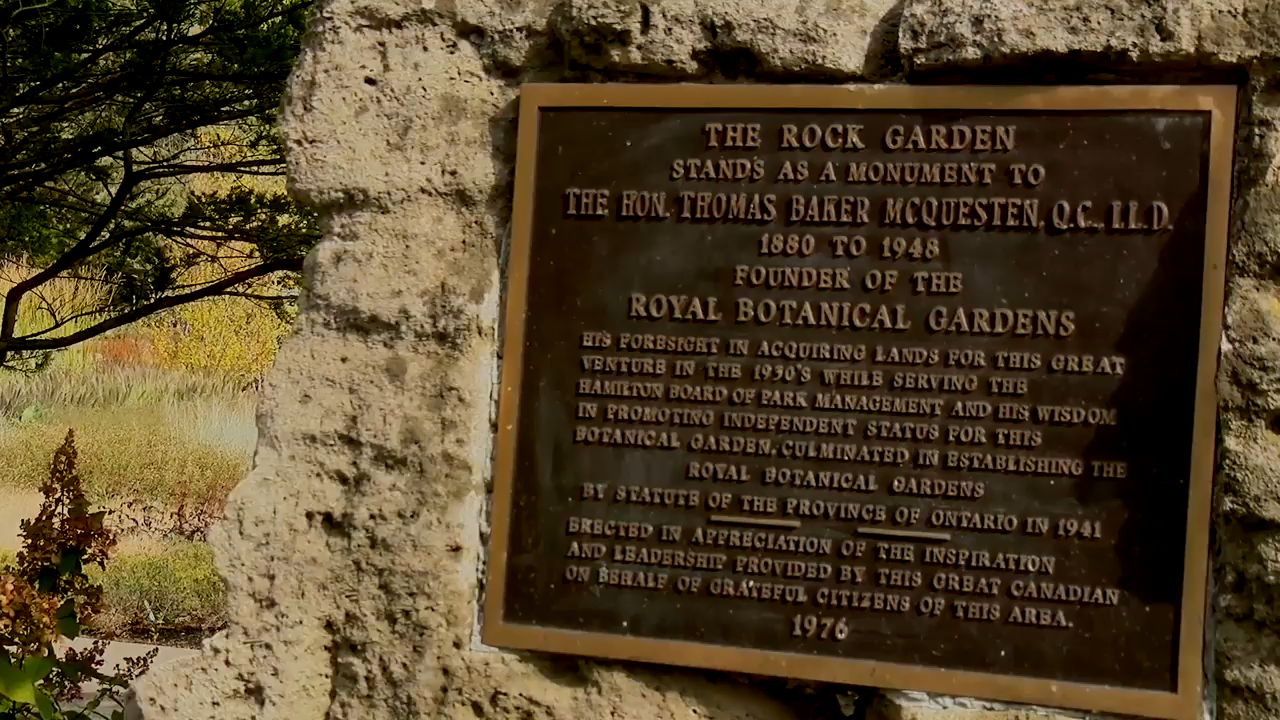 THE ROCK GARDEN
STANDS AS A MONUMENT TO
THE HON. THOMAS BAKER MCQUESTEN, Q.C., LL.D.
1880 TO 1948
FOUNDER OF THE
ROYAL BOTANICAL GARDENS
HIS FORESIGHT IN ACQUIRING LANDS FOR THIS GREAT
VENTURE IN THE 1930'S WHILE SERVING THE
HAMILTON BOARD OF PARK MANAGEMENT AND HIS WISDOM
IN PROMOTING INDEPENDENT STATUS FOR THIS
BOTANICAL GARDEN, CULMINATED IN ESTABLISHING THE
ROYAL BOTANICAL GARDENS
BY STATUTE OF THE PROVINCE OF ONTARIO IN 1941
ERECTED IN APPRECIATION OF THE INSPIRATION
AND LEADERSHIP PROVIDED BY THIS GREAT CANADIAN
ON BEHALF OF GRATEFUL CITIZENS OF THIS AREA.
1976